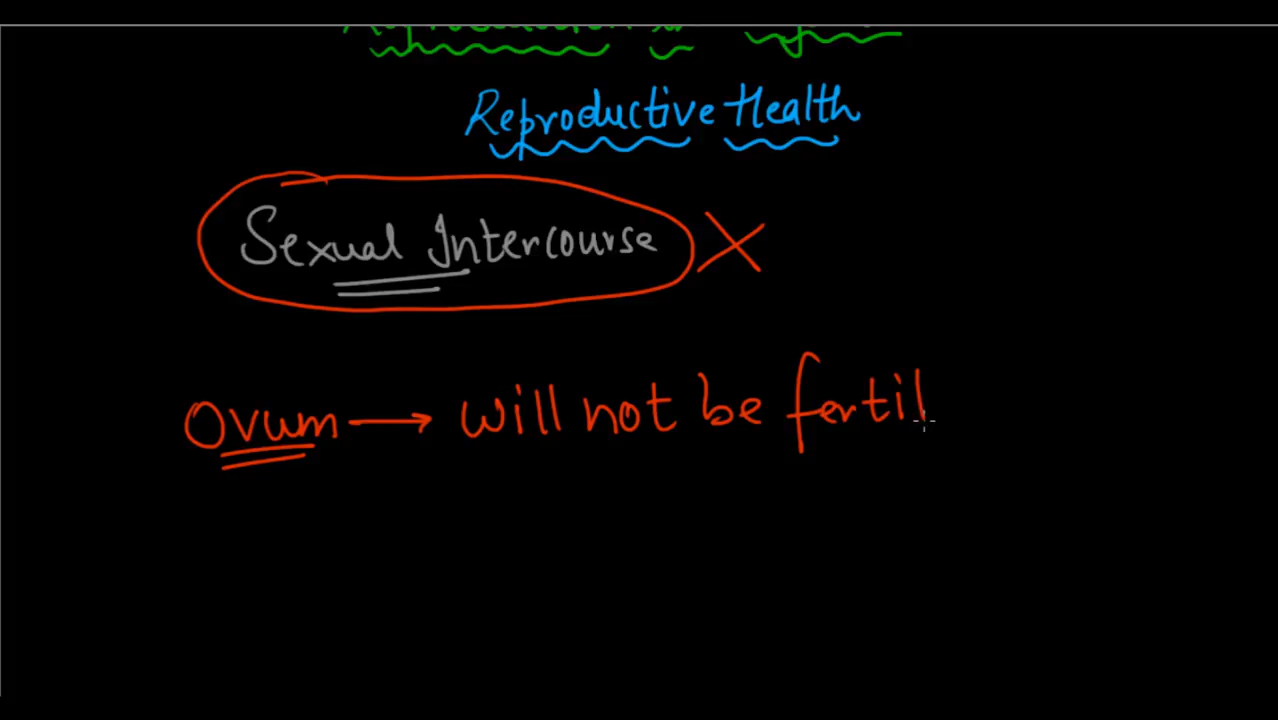 Reproductive Health
Sexual Intercourse X
Ovum → will not be fertil